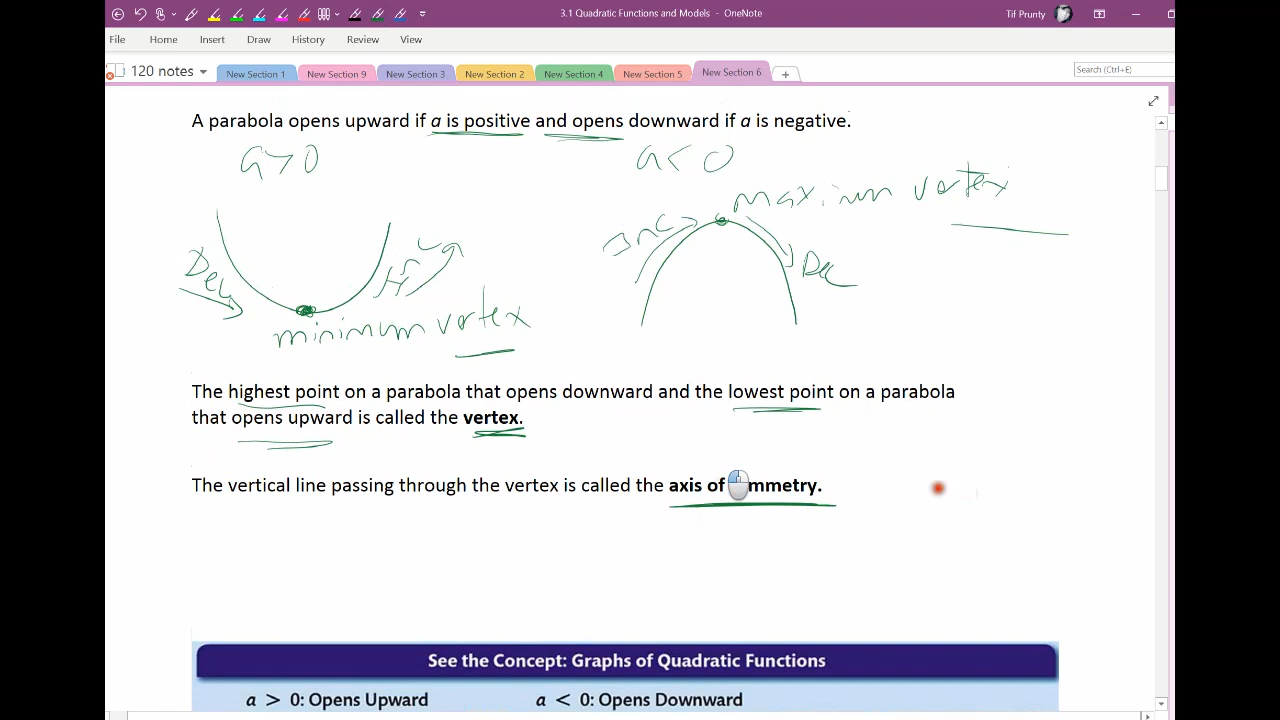 3.1 Quadratic Functions and Models - OneNote
Tif Prunty
File Home Insert Draw History Review View
120 notes
New Section 1 New Section 9 New Section 3 New Section 2 New Section 4 New Section 5 New Section 6
Search (Ctrl+E)
A parabola opens upward if a is positive and opens downward if a is negative.
a > 0
a < 0
maximum vertex
Inc
Dec
Dec
Inc
minimum vertex
The highest point on a parabola that opens downward and the lowest point on a parabola
that opens upward is called the vertex.
The vertical line passing through the vertex is called the axis of mmetry.
See the Concept: Graphs of Quadratic Functions
a > 0: Opens Upward
a < 0: Opens Downward